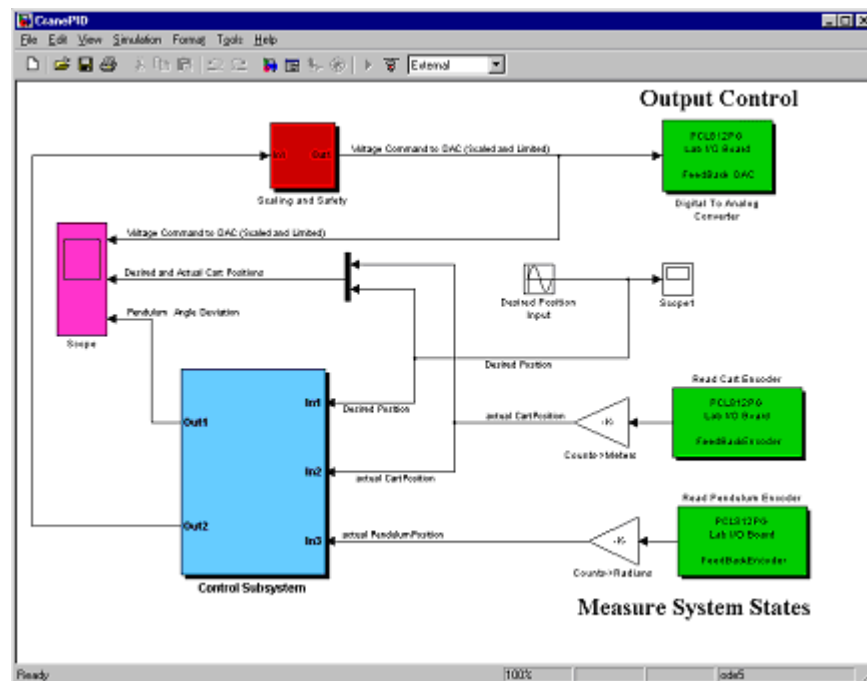 CranePID
File Edit View Simulation Format Tools Help
External
Output Control
In1 Out1
Voltage Command to DAC (Scaled and Limited)
PCL812PG
Lab I/O Board
FeedBack DAC
Scaling and Safety
Digital To Analog
Converter
Voltage Command to DAC (Scaled and Limited)
Desired and Actual Cart Positions
Desired Position
Input
Scope1
Pendulum Angle Deviation
Scope
Desired Position
Read Cart Encoder
PCL812PG
Lab I/O Board
FeedBackEncoder
In1
Desired Position
Out1
actual CartPosition
-K-
Counts->Meters
In2
actual CartPosition
Read Pendulum Encoder
PCL812PG
Lab I/O Board
FeedBackEncoder
Out2
In3
actual PendulumPosition
-K-
Counts->Radians
Control Subsystem
Measure System States
Ready 100% ode5